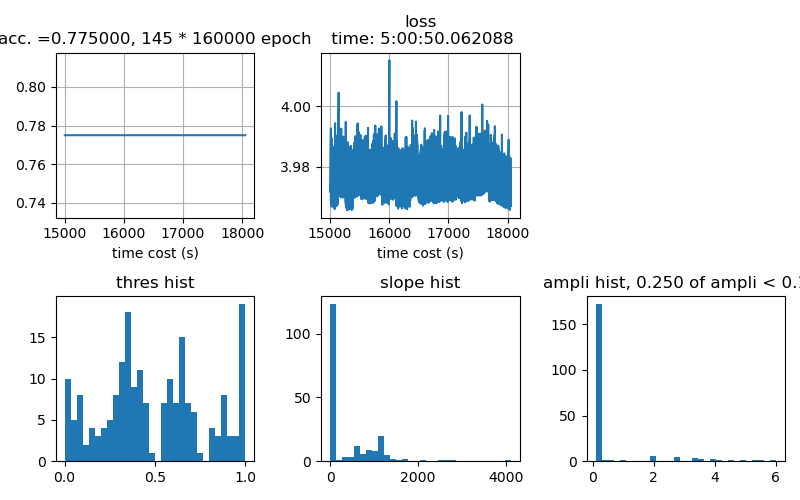 acc. =0.775000, 145 * 160000 epoch
loss
time: 5:00:50.062088
0.80
0.78
0.76
0.74
15000 16000 17000 18000
time cost (s)
4.00
3.98
15000 16000 17000 18000
time cost (s)
thres hist
15
10
5
0
0.0 0.5 1.0
slope hist
100
50
0
0 2000 4000
ampli hist, 0.250 of ampli < 0.
150
100
50
0
0 2 4 6